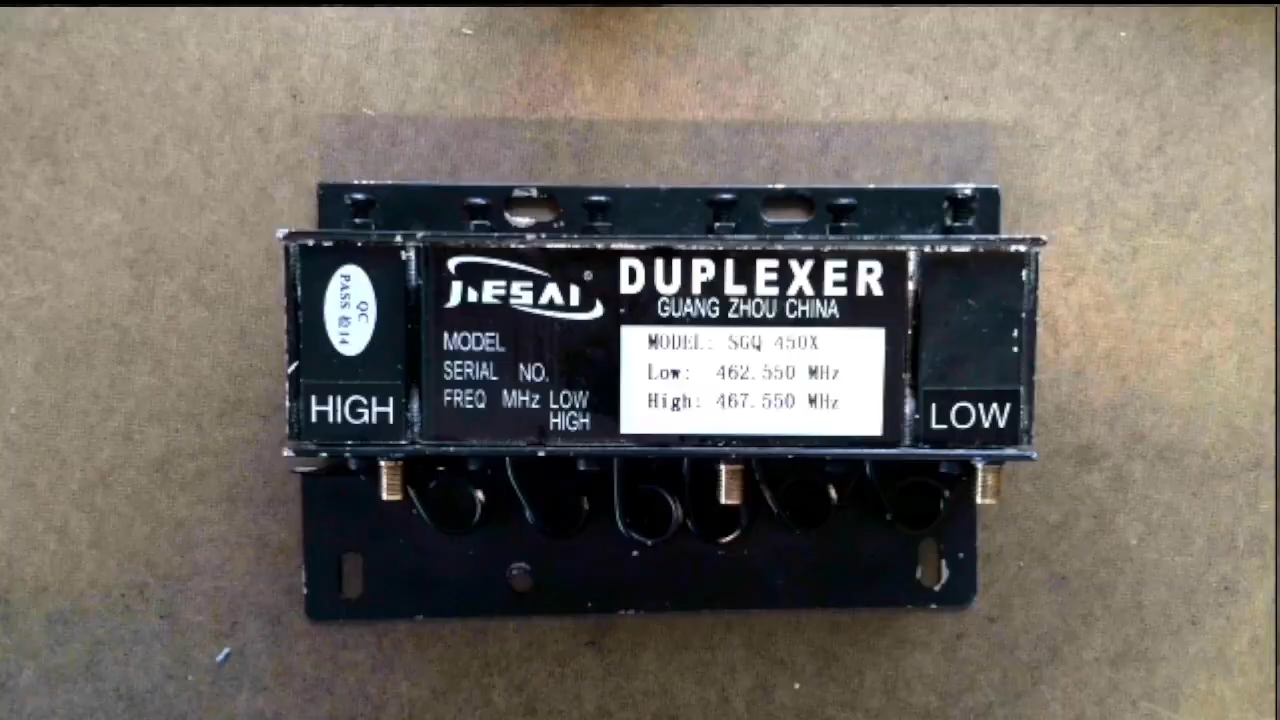 QC
PASS 检14
HIGH
JIESAI®
DUPLEXER
GUANG ZHOU CHINA
MODEL
SERIAL NO.
FREQ MHz LOW
HIGH
MODEL: SGQ 450X
Low: 462.550 MHz
High: 467.550 MHz
LOW